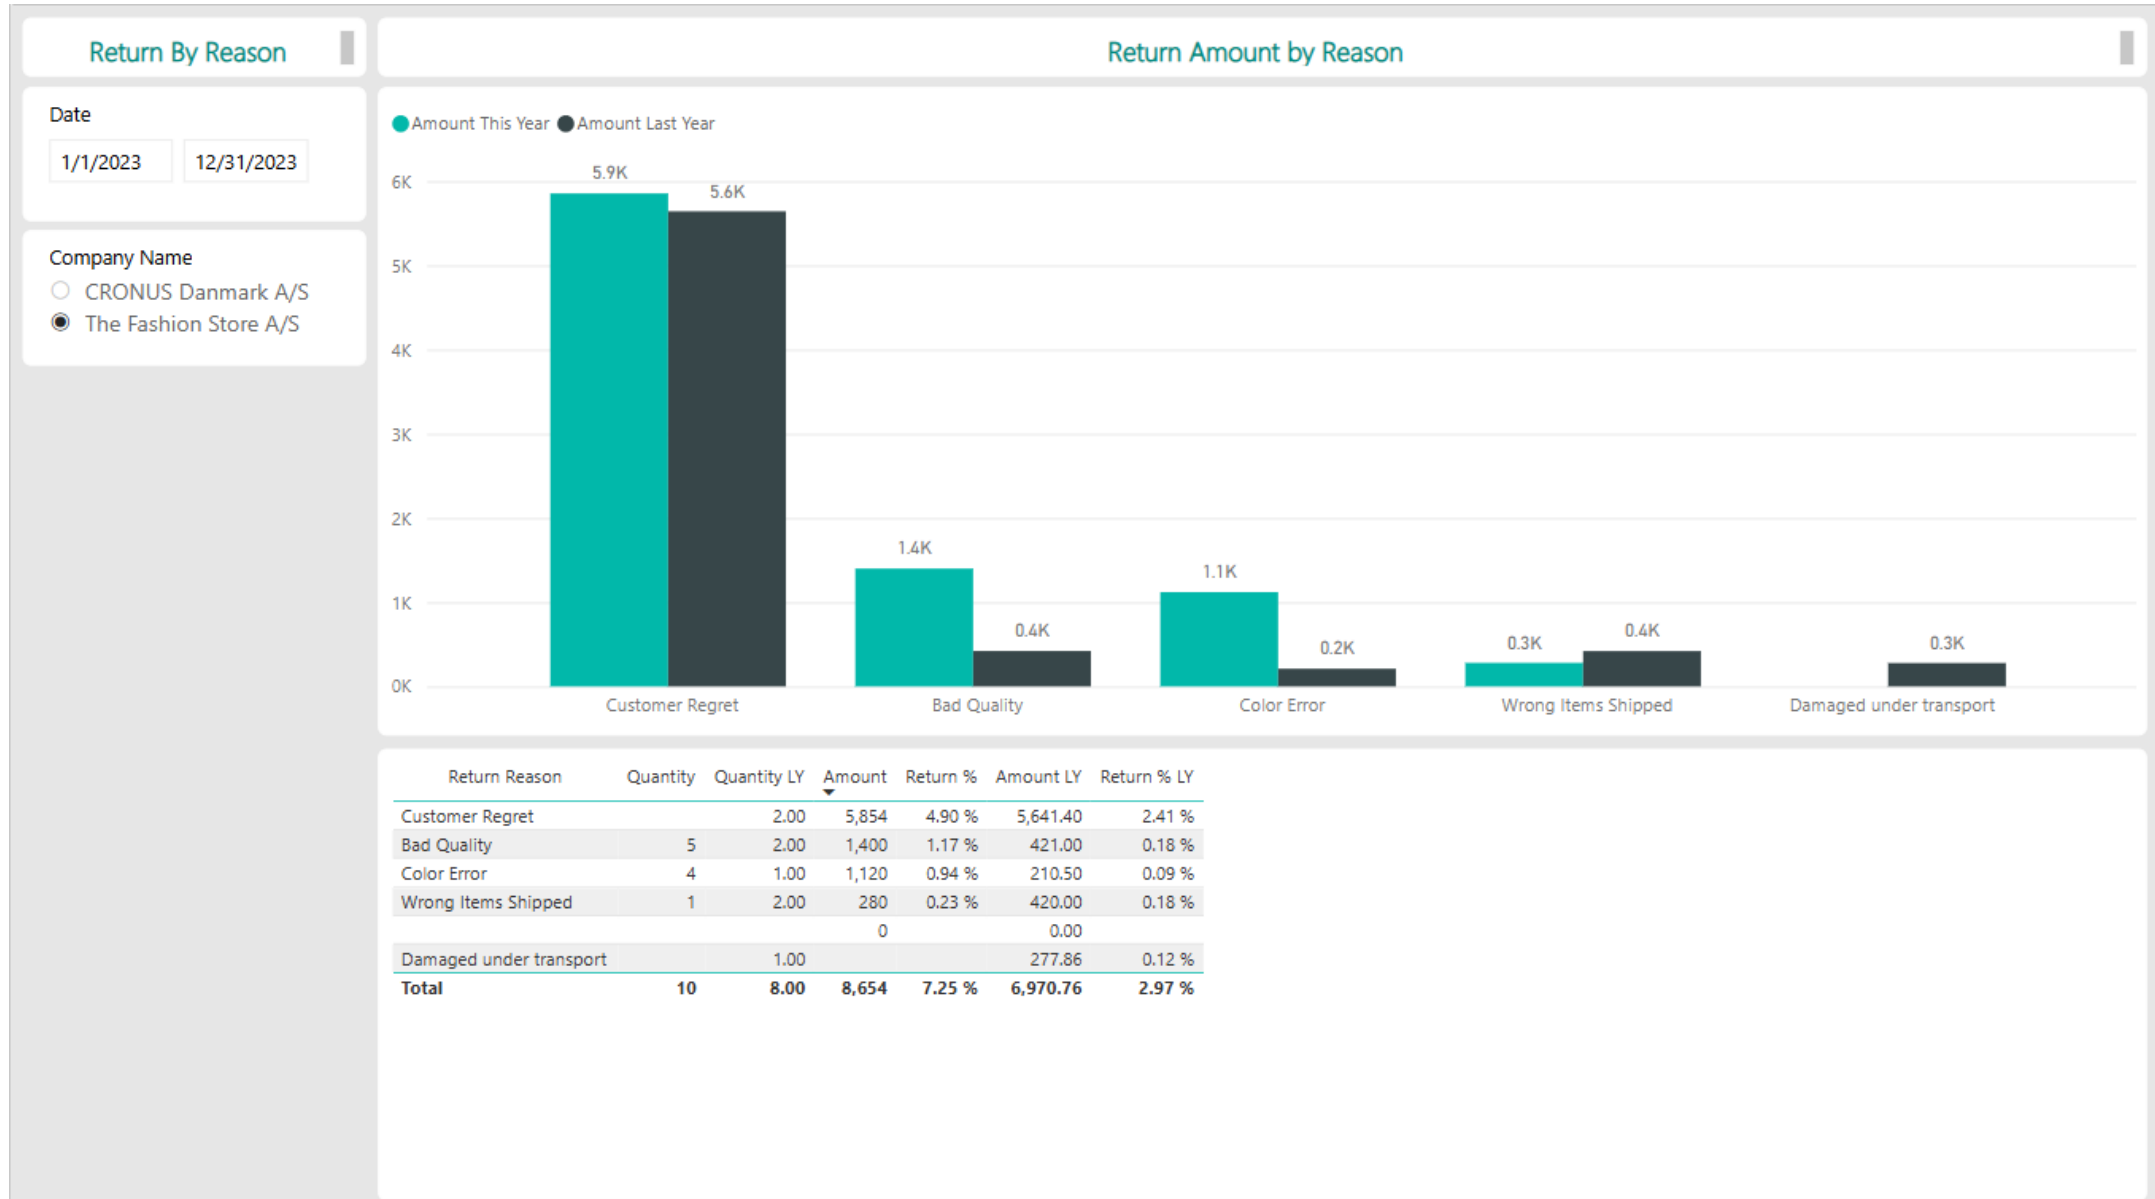 Return By Reason
Return Amount by Reason
Date
1/1/2023 12/31/2023
Company Name
CRONUS Danmark A/S
The Fashion Store A/S
Amount This Year Amount Last Year
6K
5K
4K
3K
2K
1K
0K
5.9K
5.6K
1.4K
0.4K
1.1K
0.2K
0.3K
0.4K
0.3K
Customer Regret Bad Quality Color Error Wrong Items Shipped Damaged under transport
Return Reason Quantity Quantity LY Amount Return % Amount LY Return % LY
Customer Regret 2.00 5,854 4.90 % 5,641.40 2.41 %
Bad Quality 5 2.00 1,400 1.17 % 421.00 0.18 %
Color Error 4 1.00 1,120 0.94 % 210.50 0.09 %
Wrong Items Shipped 1 2.00 280 0.23 % 420.00 0.18 %
0 0.00
Damaged under transport 1.00 277.86 0.12 %
Total 10 8.00 8,654 7.25 % 6,970.76 2.97 %